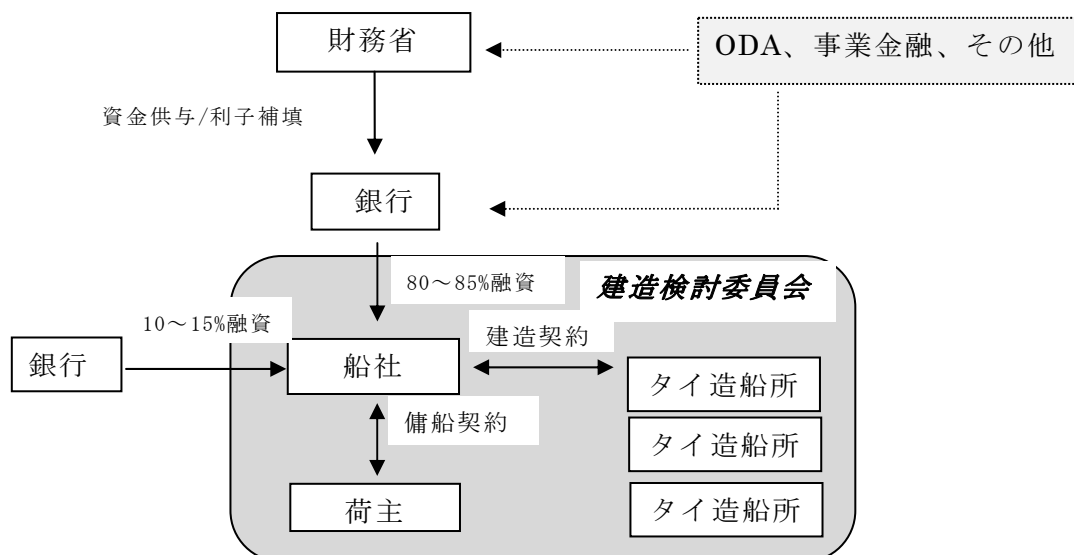 財務省
ODA、事業金融、その他
資金供与/利子補填
銀行
80～85%融資
建造検討委員会
10～15%融資
建造契約
銀行
船社
タイ造船所
傭船契約
タイ造船所
荷主
タイ造船所